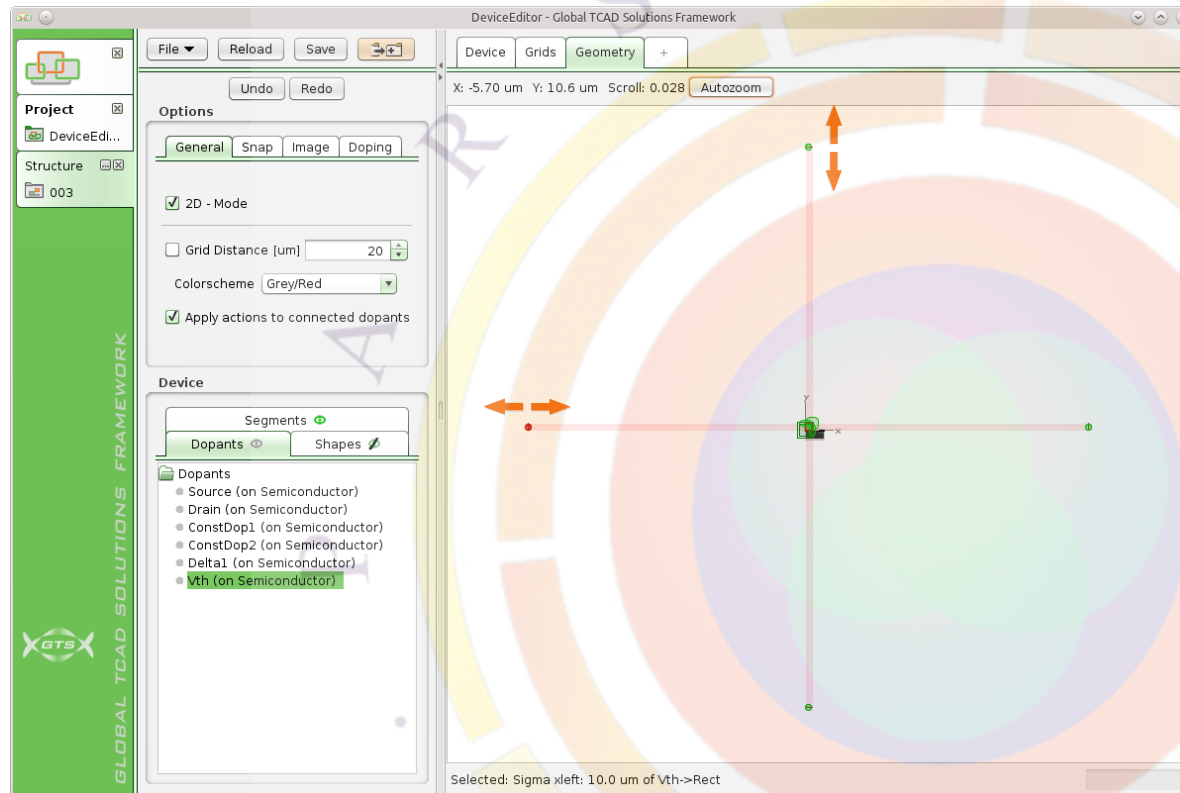 DeviceEditor - Global TCAD Solutions Framework
File Reload Save
Device Grids Geometry +
X: -5.70 um Y: 10.6 um Scroll: 0.028 Autozoom
Undo Redo
Project
DeviceEdi...
Structure
003
Options
General Snap Image Doping
2D - Mode
Grid Distance [um] 20
Colorscheme Grey/Red
Apply actions to connected dopants
Device
Segments
Dopants Shapes
Dopants
Source (on Semiconductor)
Drain (on Semiconductor)
ConstDop1 (on Semiconductor)
ConstDop2 (on Semiconductor)
Delta1 (on Semiconductor)
Vth (on Semiconductor)
Y
x
GTS
GLOBAL TCAD SOLUTIONS FRAMEWORK
P A R S
Selected: Sigma xleft: 10.0 um of Vth->Rect